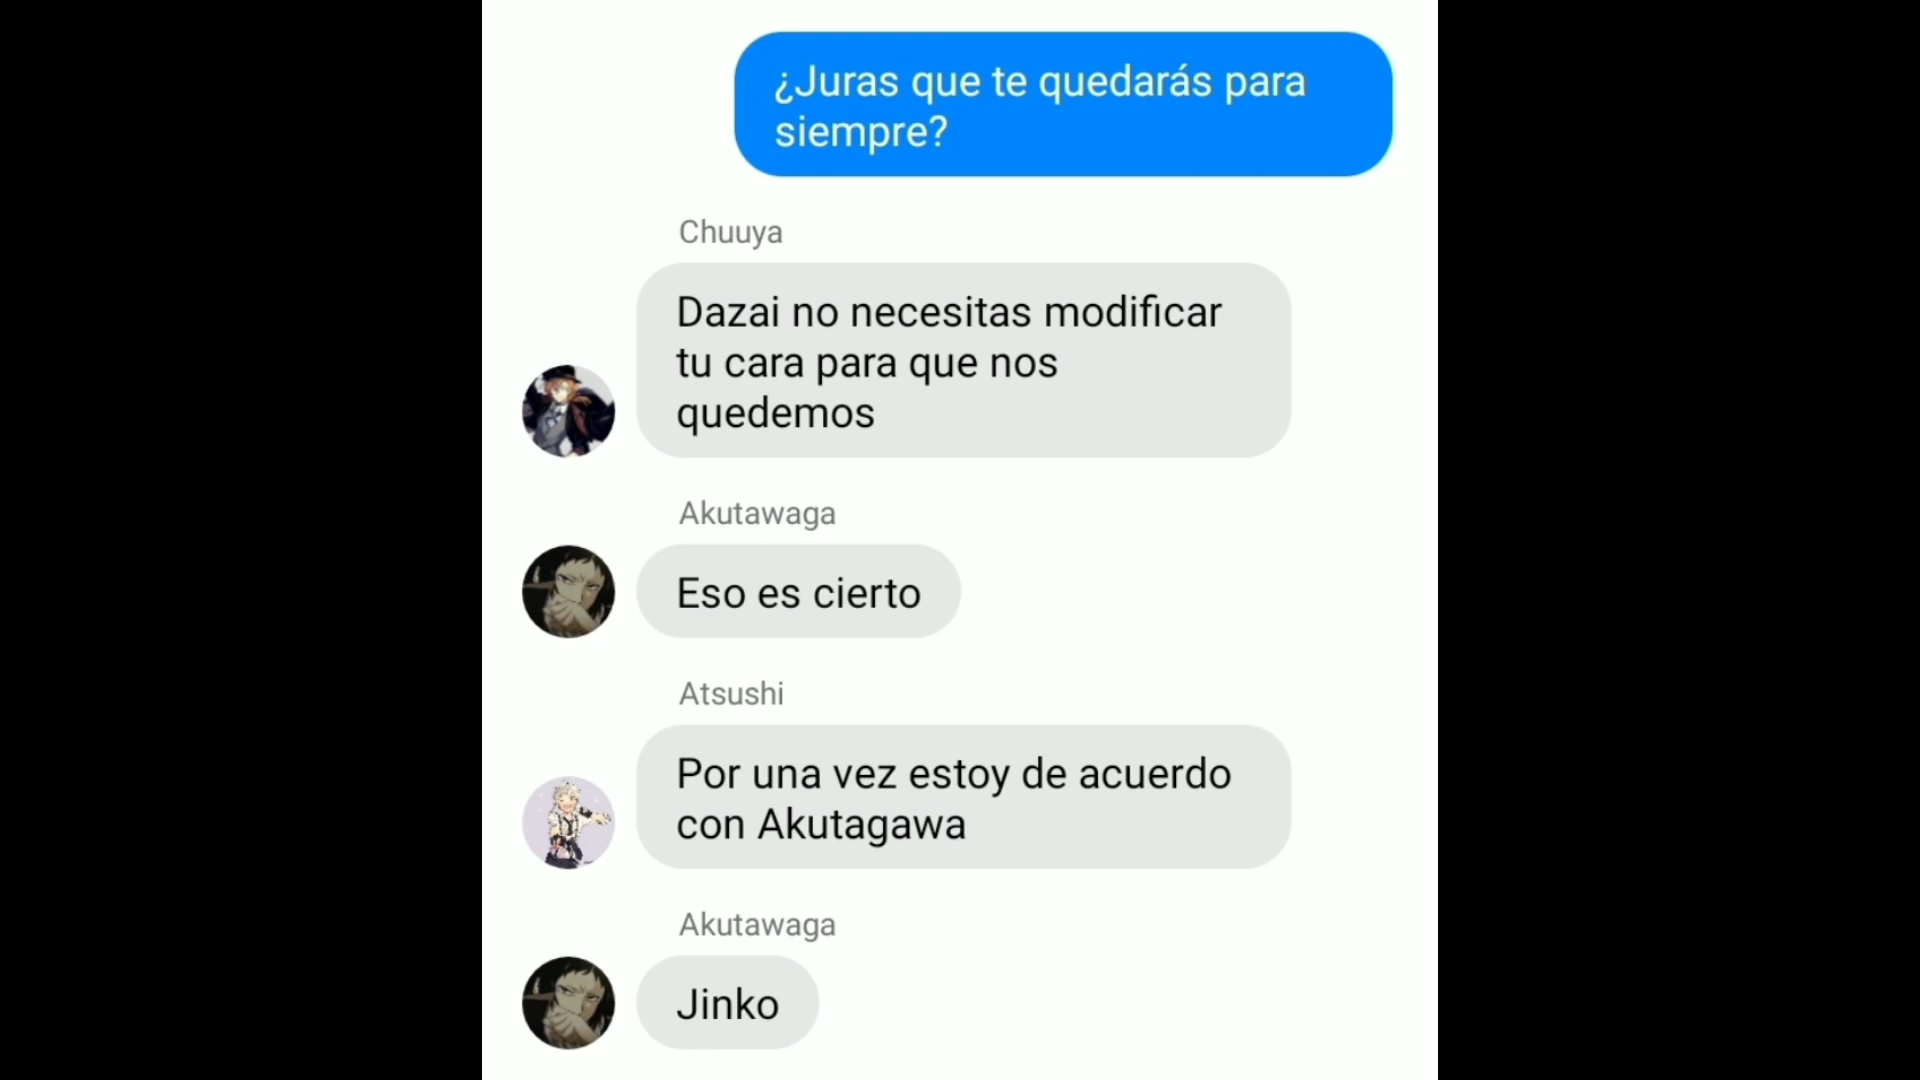 ¿Juras que te quedarás para
siempre?
Chuuya
Dazai no necesitas modificar
tu cara para que nos
quedemos
Akutawaga
Eso es cierto
Atsushi
Por una vez estoy de acuerdo
con Akutagawa
Akutawaga
Jinko